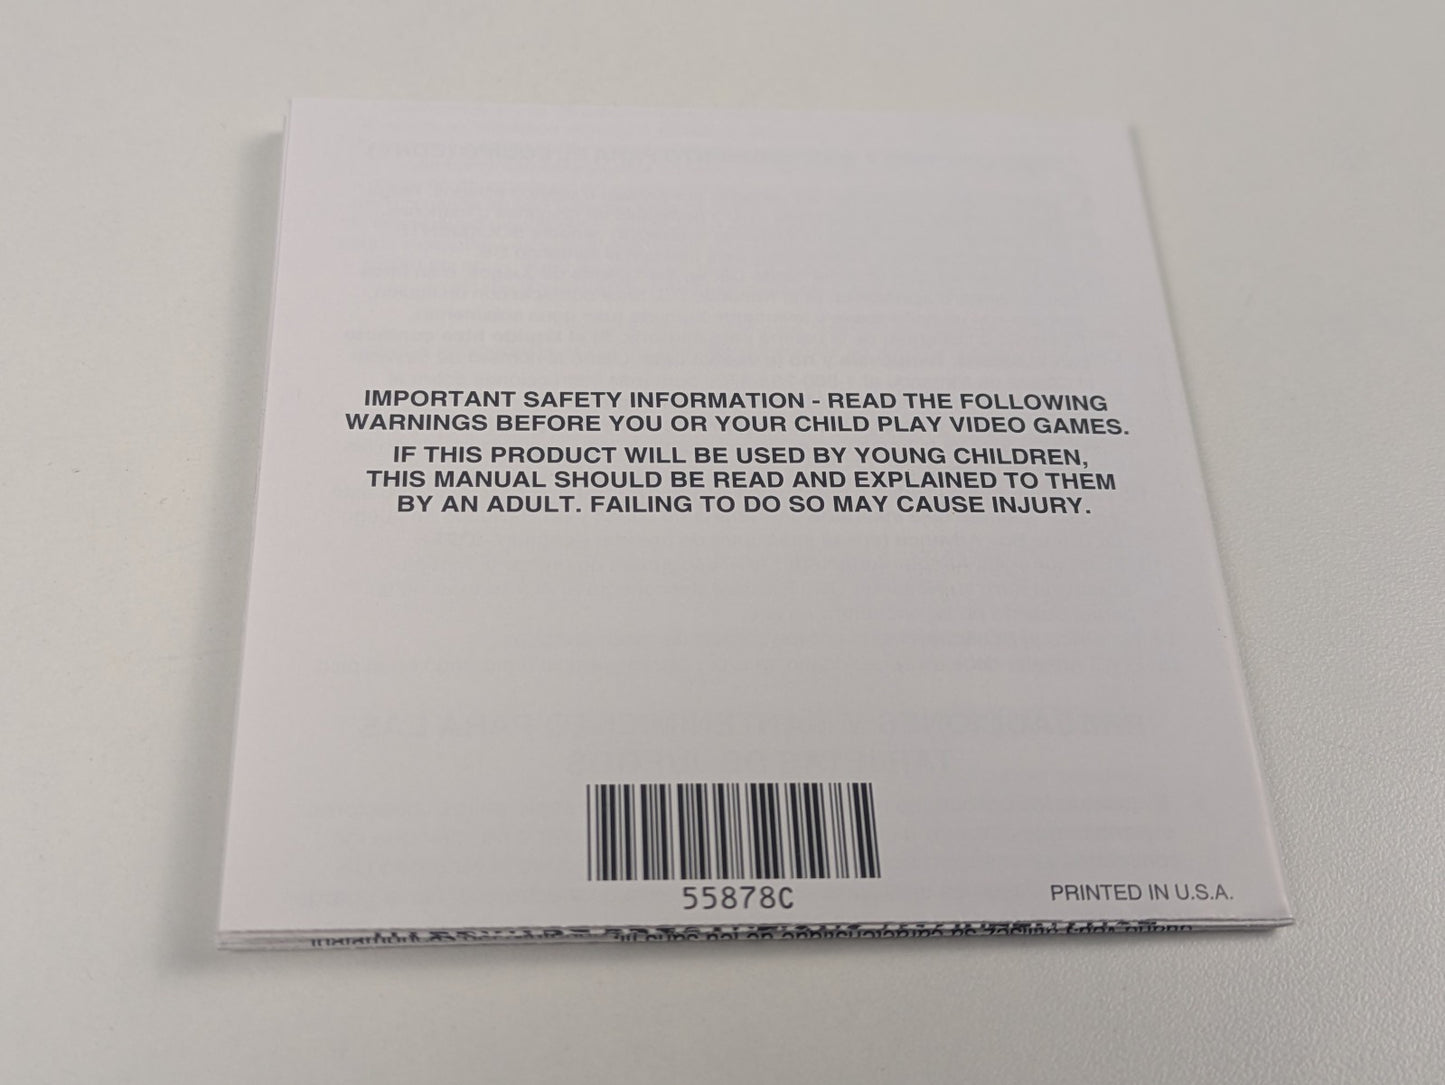 IMPORTANT SAFETY INFORMATION - READ THE FOLLOWING
WARNINGS BEFORE YOU OR YOUR CHILD PLAY VIDEO GAMES.
IF THIS PRODUCT WILL BE USED BY YOUNG CHILDREN,
THIS MANUAL SHOULD BE READ AND EXPLAINED TO THEM
BY AN ADULT. FAILING TO DO SO MAY CAUSE INJURY.
55878C
PRINTED IN U.S.A.